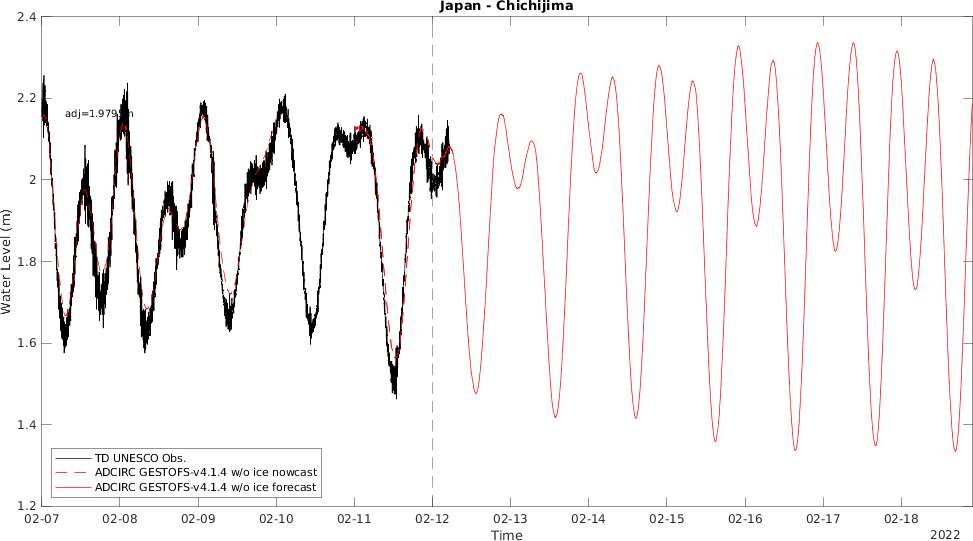 Japan - Chichijima
2.4
2.2
2
1.8
1.6
1.4
1.2
Water Level (m)
TD UNESCO Obs.
ADCIRC GESTOFS-v4.1.4 w/o ice nowcast
ADCIRC GESTOFS-v4.1.4 w/o ice forecast
02-07 02-08 02-09 02-10 02-11 02-12 02-13 02-14 02-15 02-16 02-17 02-18
Time
2022